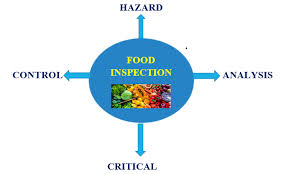 HAZARD
FOOD
INSPECTION
CONTROL
ANALYSIS
CRITICAL